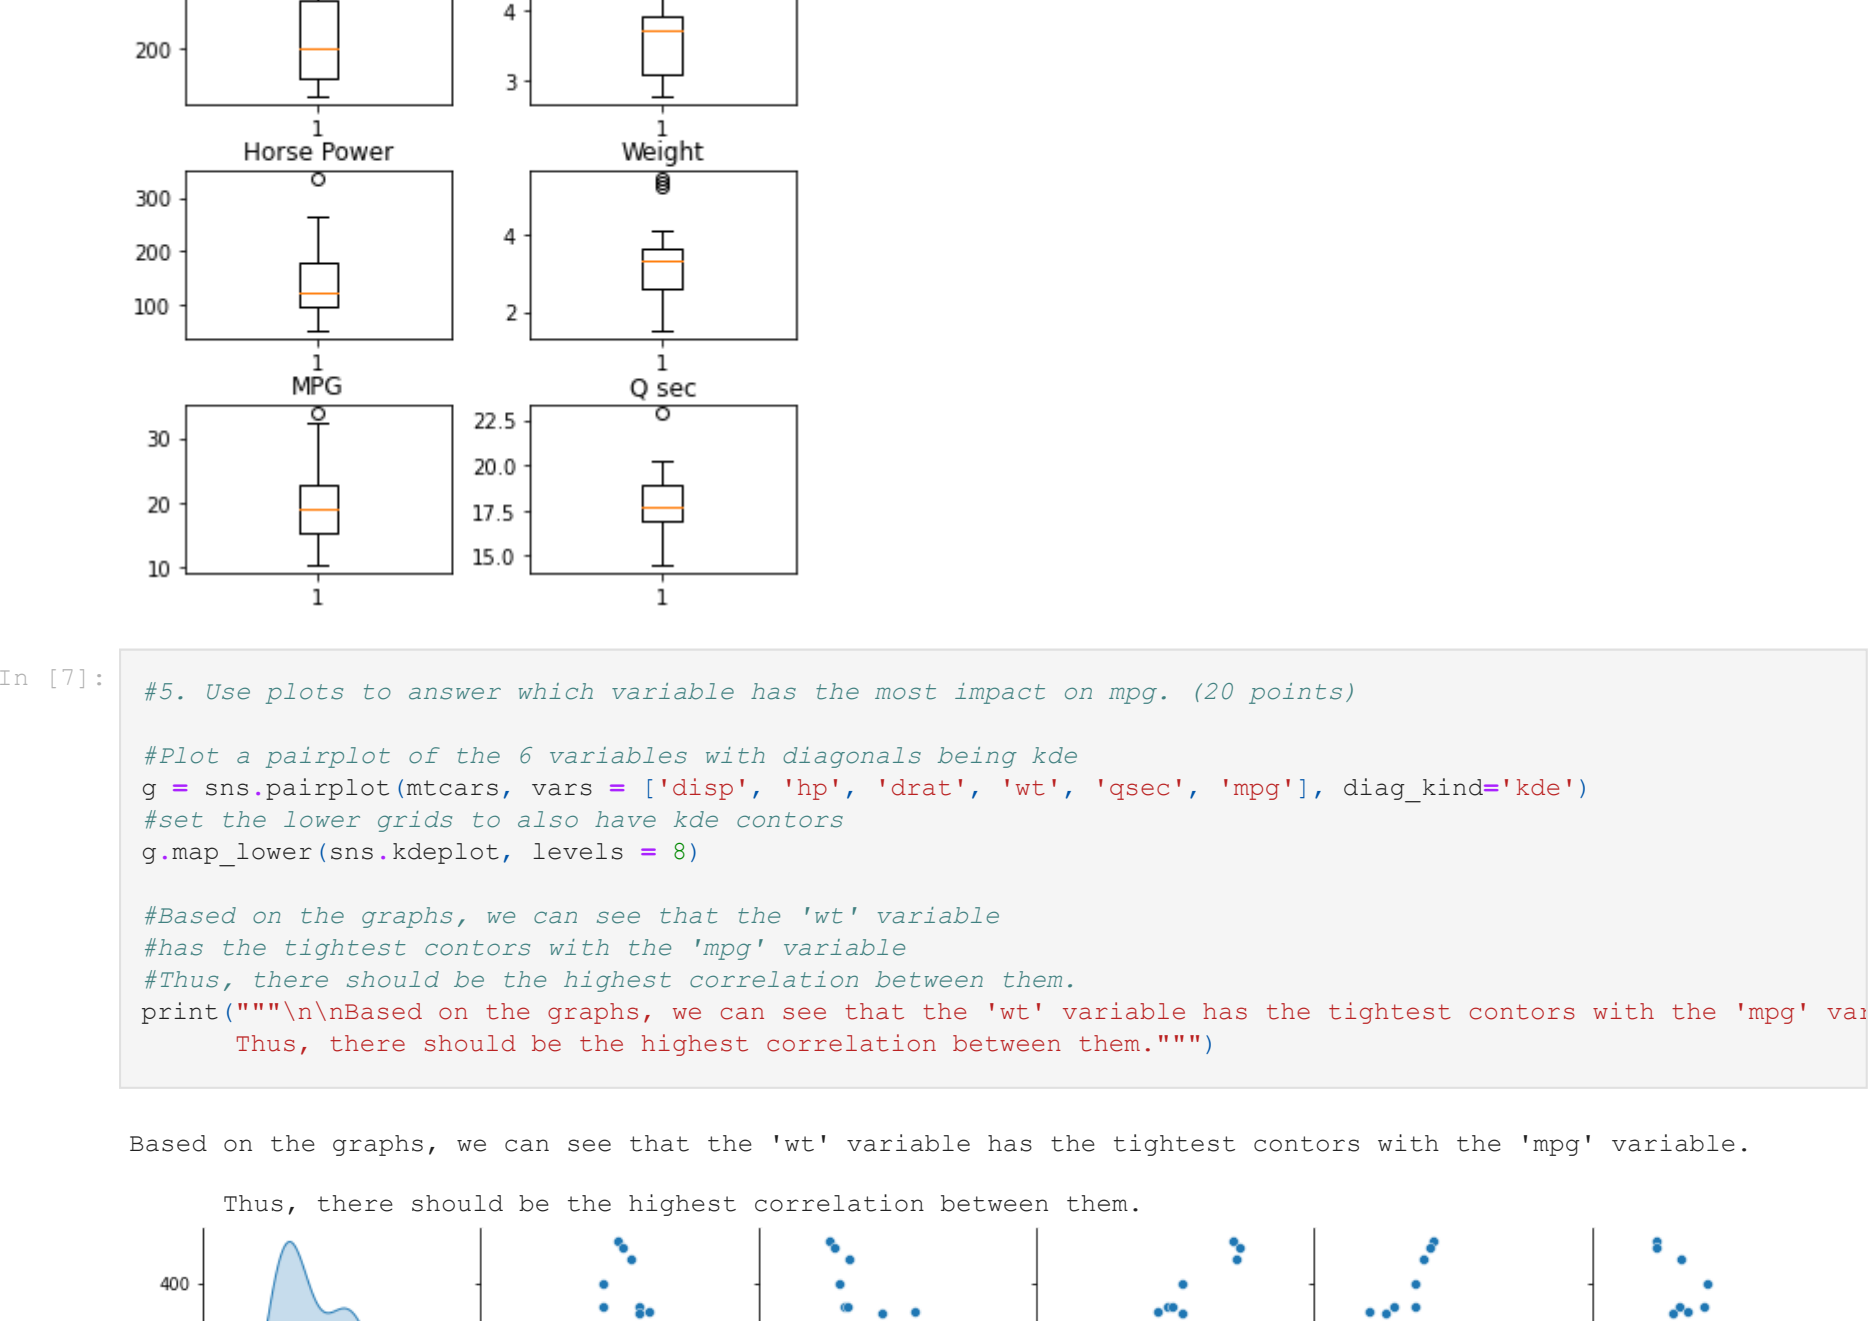 4
200
3
1
1
Horse Power
Weight
300
200
100
4
2
1
1
MPG
Q sec
30
20
10
22.5
20.0
17.5
15.0
1
1
In [7]:
#5. Use plots to answer which variable has the most impact on mpg. (20 points)
#Plot a pairplot of the 6 variables with diagonals being kde
g = sns.pairplot(mtcars, vars = ['disp', 'hp', 'drat', 'wt', 'qsec', 'mpg'], diag_kind='kde')
#set the lower grids to also have kde contors
g.map_lower(sns.kdeplot, levels = 8)
#Based on the graphs, we can see that the 'wt' variable
#has the tightest contors with the 'mpg' variable
#Thus, there should be the highest correlation between them.
print("""\n\nBased on the graphs, we can see that the 'wt' variable has the tightest contors with the 'mpg' var
Thus, there should be the highest correlation between them.""")
Based on the graphs, we can see that the 'wt' variable has the tightest contors with the 'mpg' variable.
Thus, there should be the highest correlation between them.
400